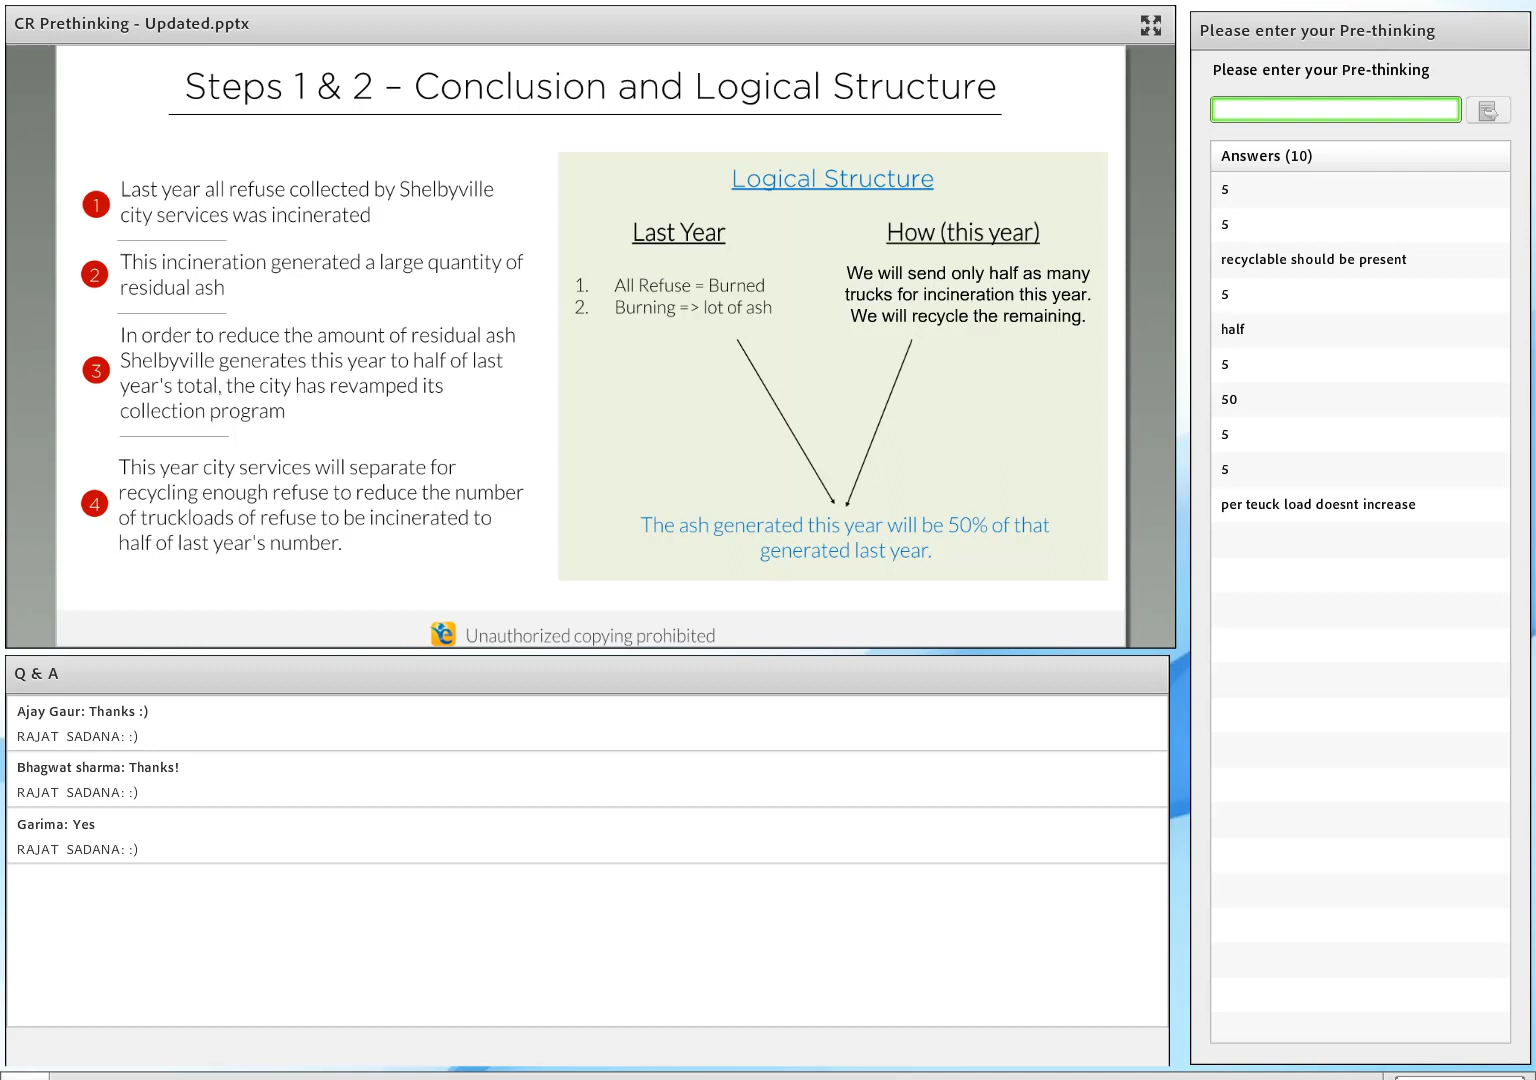 CR Prethinking - Updated.pptx
Steps 1 & 2 – Conclusion and Logical Structure
1
Last year all refuse collected by Shelbyville
city services was incinerated
2
This incineration generated a large quantity of
residual ash
3
In order to reduce the amount of residual ash
Shelbyville generates this year to half of last
year's total, the city has revamped its
collection program
4
This year city services will separate for
recycling enough refuse to reduce the number
of truckloads of refuse to be incinerated to
half of last year's number.
Logical Structure
Last Year
1. All Refuse = Burned
2. Burning => lot of ash
How (this year)
We will send only half as many
trucks for incineration this year.
We will recycle the remaining.
The ash generated this year will be 50% of that
generated last year.
Unauthorized copying prohibited
Q & A
Ajay Gaur: Thanks :)
RAJAT SADANA: :)
Bhagwat sharma: Thanks!
RAJAT SADANA: :)
Garima: Yes
RAJAT SADANA: :)
Please enter your Pre-thinking
Please enter your Pre-thinking
Answers (10)
5
5
recyclable should be present
5
half
5
50
5
5
per teuck load doesnt increase